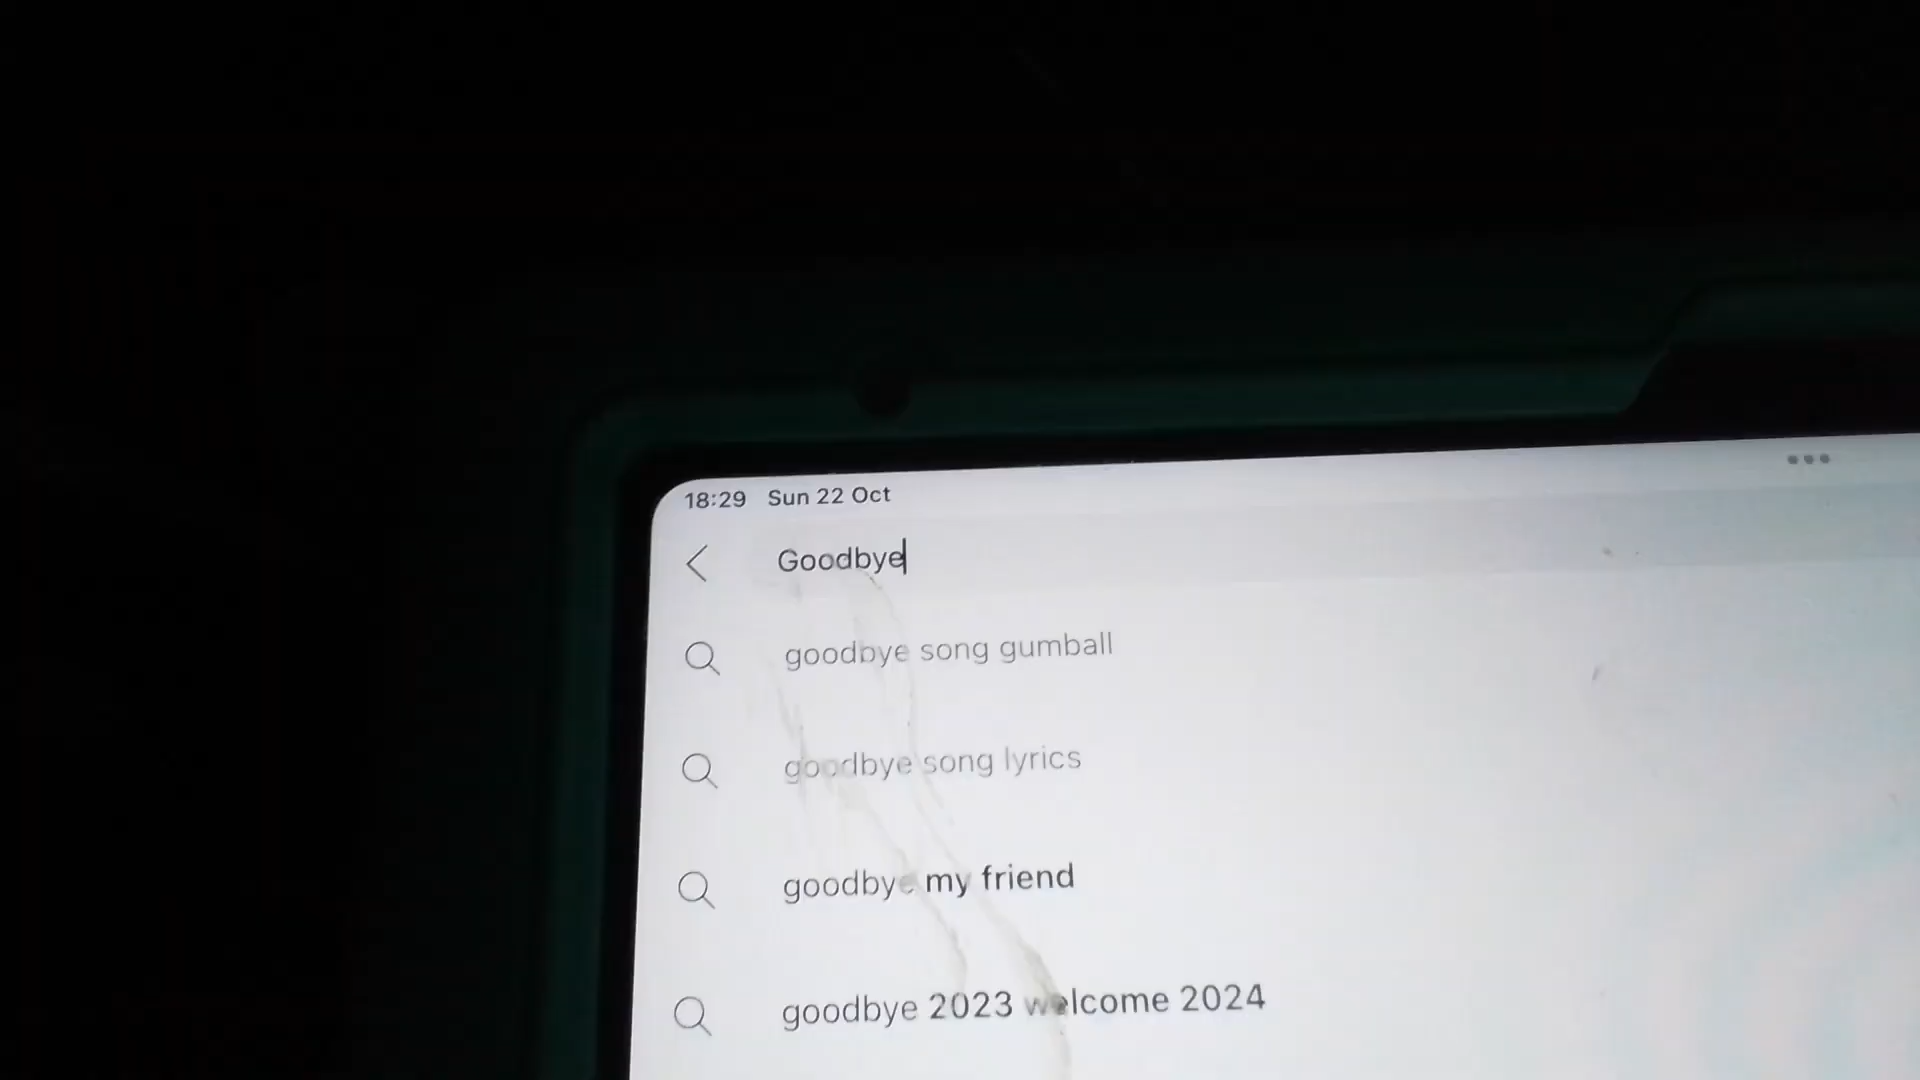 18:29 Sun 22 Oct
Goodbye
goodbye song gumball
goodbye song lyrics
goodbye my friend
goodbye 2023 welcome 2024